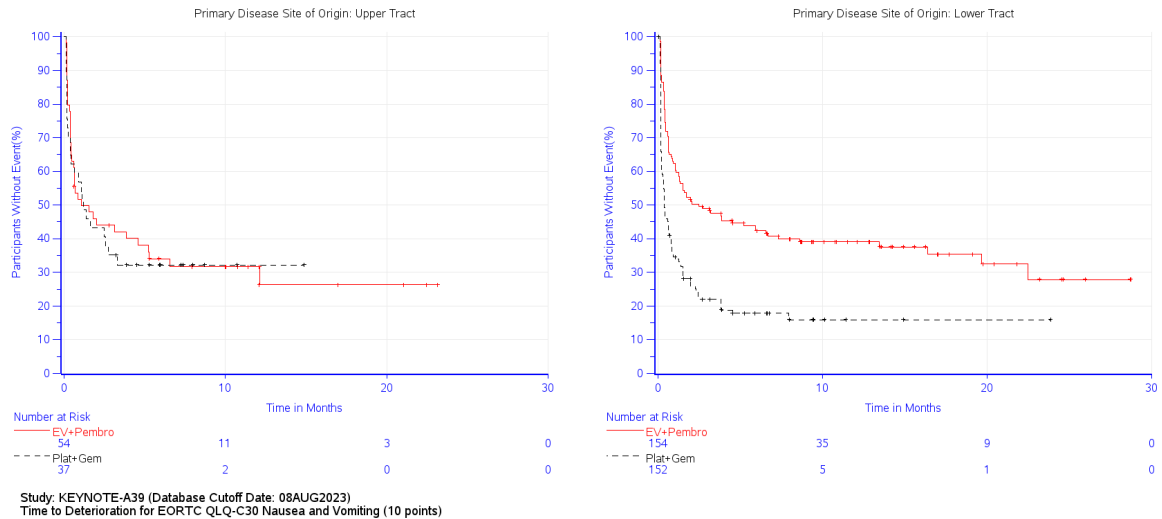 Primary Disease Site of Origin: Upper Tract
Participants Without Event(%)
100
90
80
70
60
50
40
30
20
10
0
0 10 20 30
Time in Months
Number at Risk
EV+Pembro
54 11 3 0
Plat+Gem
37 2 0 0
Primary Disease Site of Origin: Lower Tract
Participants Without Event(%)
100
90
80
70
60
50
40
30
20
10
0
0 10 20 30
Time in Months
Number at Risk
EV+Pembro
154 35 9 0
Plat+Gem
152 5 1 0
Study: KEYNOTE-A39 (Database Cutoff Date: 08AUG2023)
Time to Deterioration for EORTC QLQ-C30 Nausea and Vomiting (10 points)